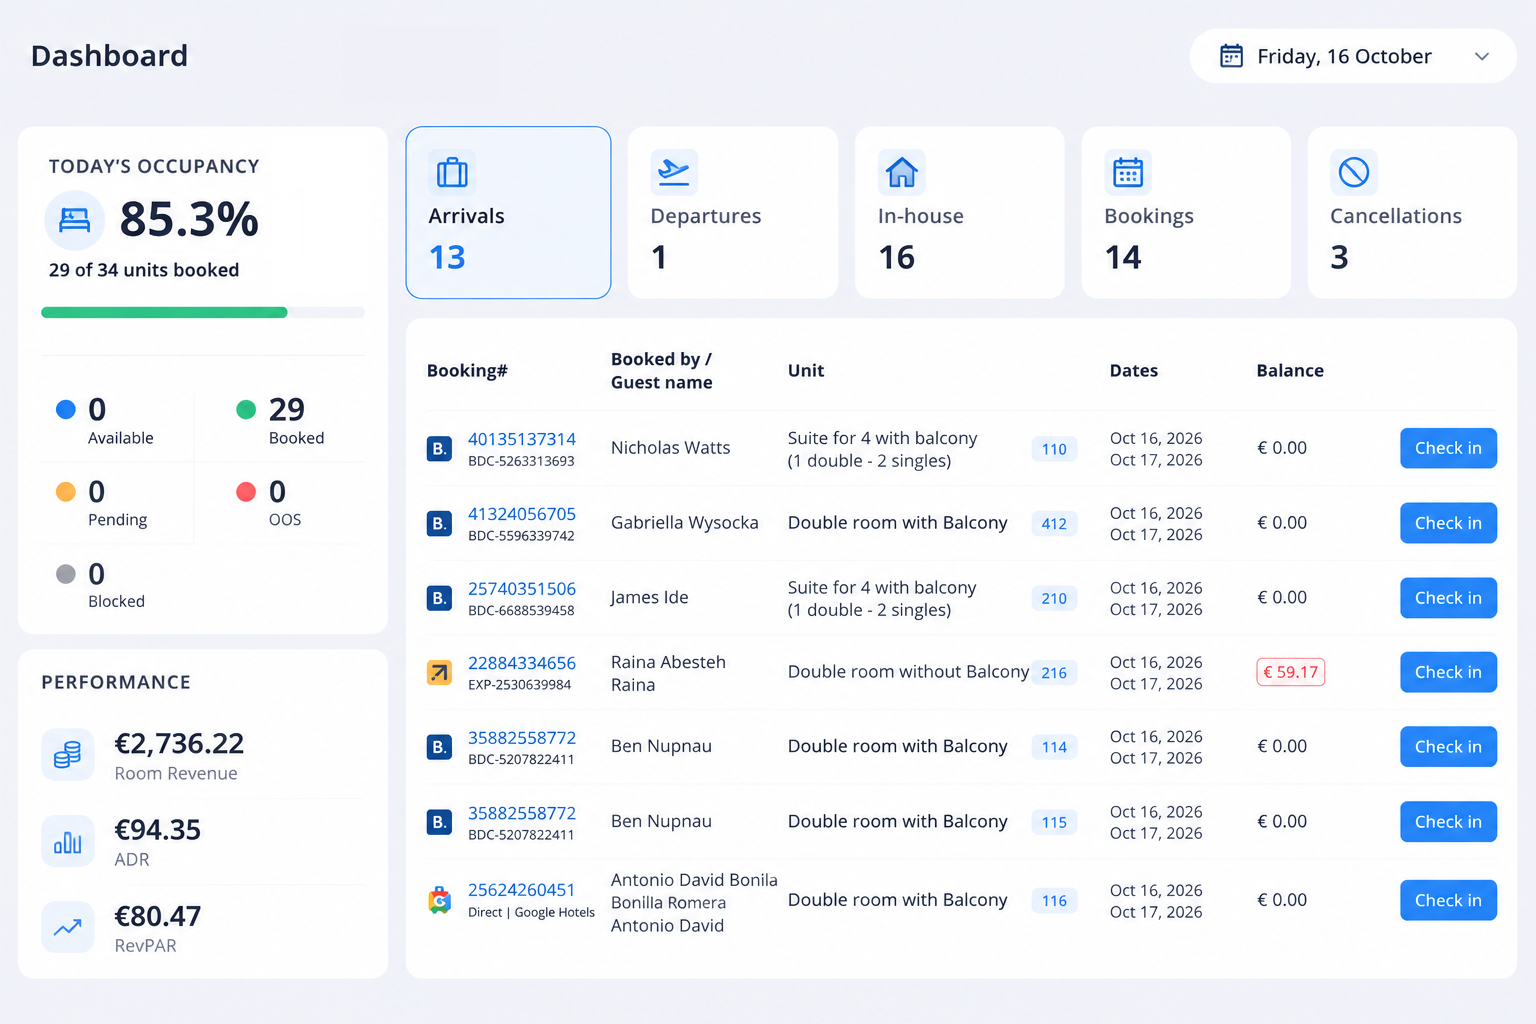 Dashboard
Friday, 16 October
TODAY'S OCCUPANCY
85.3%
29 of 34 units booked
0
Available
29
Booked
0
Pending
0
OOS
0
Blocked
PERFORMANCE
€2,736.22
Room Revenue
€94.35
ADR
€80.47
RevPAR
Arrivals
13
Departures
1
In-house
16
Bookings
14
Cancellations
3
Booking#
Booked by /
Guest name
Unit
Dates
Balance
B.
40135137314
BDC-5263313693
Nicholas Watts
Suite for 4 with balcony
(1 double - 2 singles)
110
Oct 16, 2026
Oct 17, 2026
€ 0.00
Check in
B.
41324056705
BDC-5596339742
Gabriella Wysocka
Double room with Balcony
412
Oct 16, 2026
Oct 17, 2026
€ 0.00
Check in
B.
25740351506
BDC-6688539458
James Ide
Suite for 4 with balcony
(1 double - 2 singles)
210
Oct 16, 2026
Oct 17, 2026
€ 0.00
Check in
22884334656
EXP-2530639984
Raina Abesteh
Raina
Double room without Balcony
216
Oct 16, 2026
Oct 17, 2026
€ 59.17
Check in
B.
35882558772
BDC-5207822411
Ben Nupnau
Double room with Balcony
114
Oct 16, 2026
Oct 17, 2026
€ 0.00
Check in
B.
35882558772
BDC-5207822411
Ben Nupnau
Double room with Balcony
115
Oct 16, 2026
Oct 17, 2026
€ 0.00
Check in
G
25624260451
Direct | Google Hotels
Antonio David Bonila
Bonilla Romera
Antonio David
Double room with Balcony
116
Oct 16, 2026
Oct 17, 2026
€ 0.00
Check in